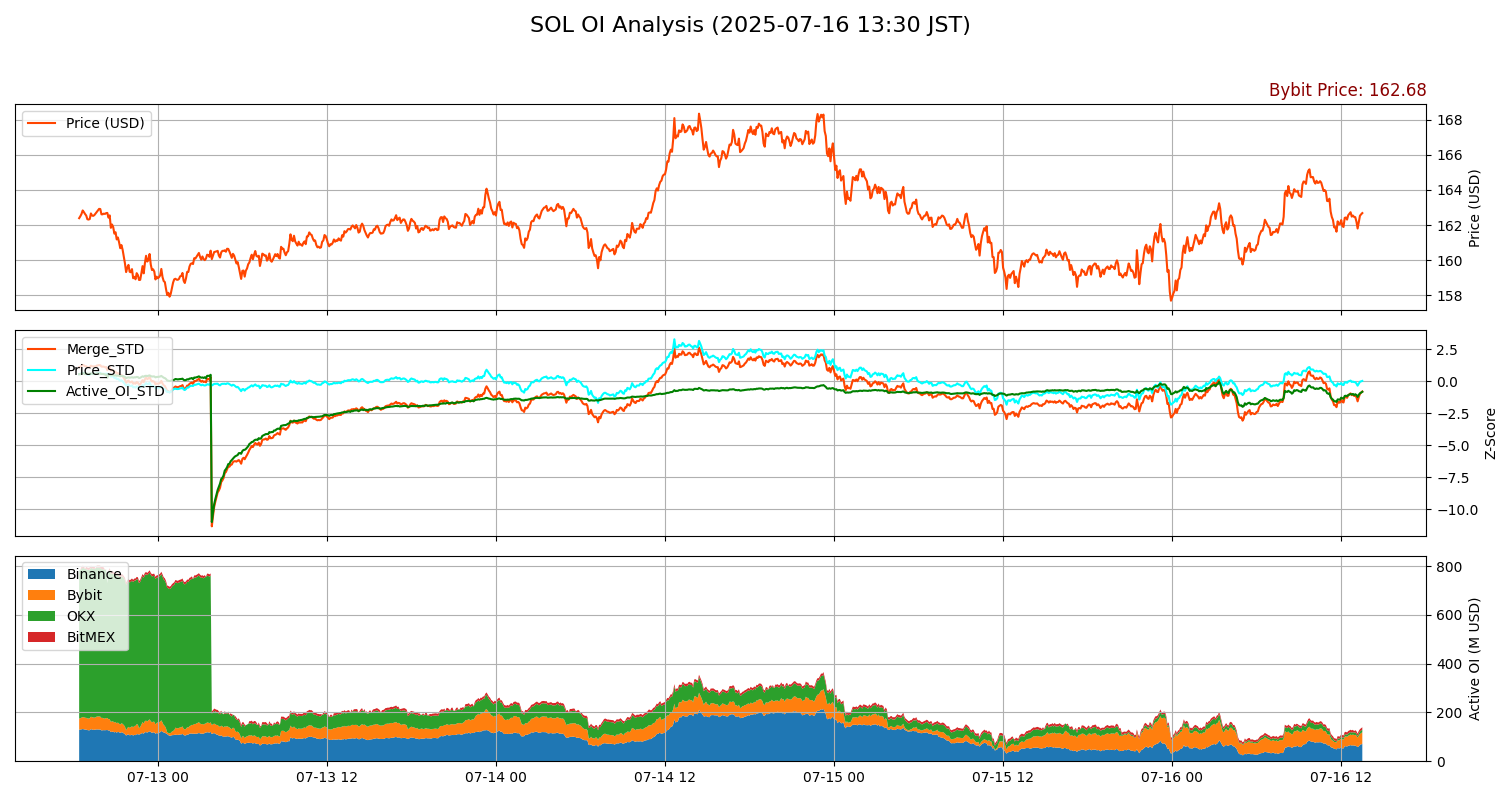 SOL OI Analysis (2025-07-16 13:30 JST)
Bybit Price: 162.68
Price (USD)
168
166
164
162
160
158
Price (USD)
Merge_STD
Price_STD
Active_OI_STD
2.5
0.0
−2.5
−5.0
−7.5
−10.0
Z-Score
Binance
Bybit
OKX
BitMEX
800
600
400
200
0
Active OI (M USD)
07-13 00
07-13 12
07-14 00
07-14 12
07-15 00
07-15 12
07-16 00
07-16 12